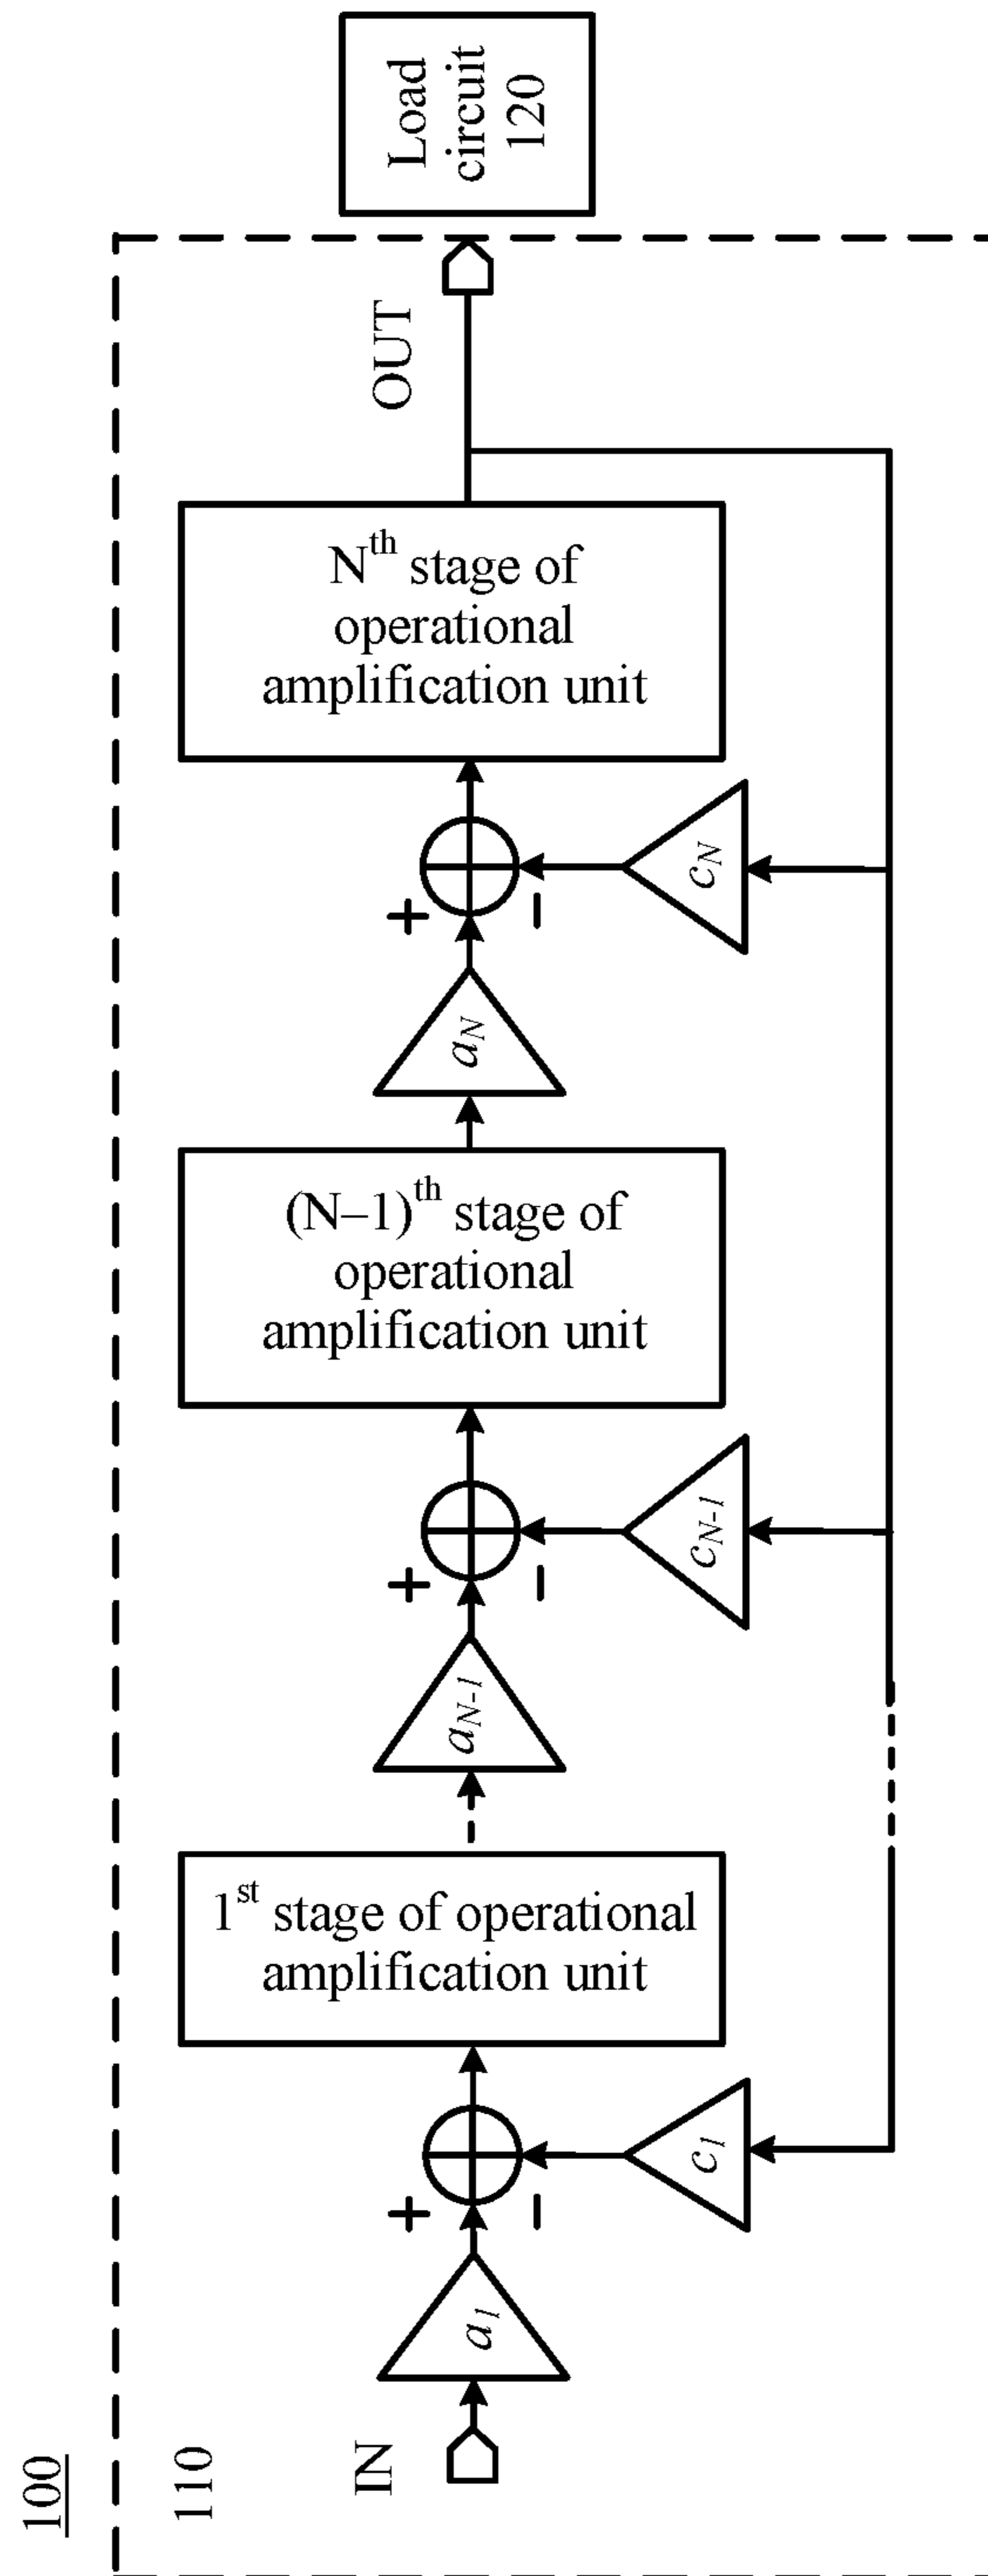 100
110
IN
a1
+
–
c1
1st stage of operational
amplification unit
aN-1
+
–
cN-1
(N–1)th stage of
operational
amplification unit
aN
+
–
cN
Nth stage of
operational
amplification unit
OUT
Load
circuit
120